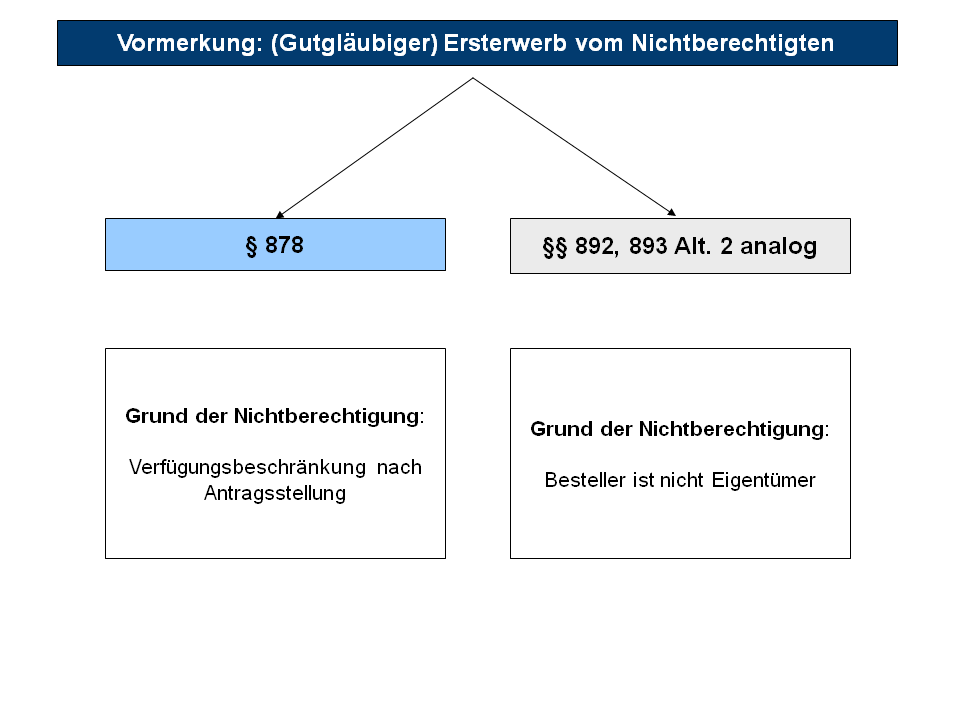 Vormerkung: (Gutgläubiger) Ersterwerb vom Nichtberechtigten
§ 878
§§ 892, 893 Alt. 2 analog
Grund der Nichtberechtigung:
Verfügungsbeschränkung nach
Antragsstellung
Grund der Nichtberechtigung:
Besteller ist nicht Eigentümer